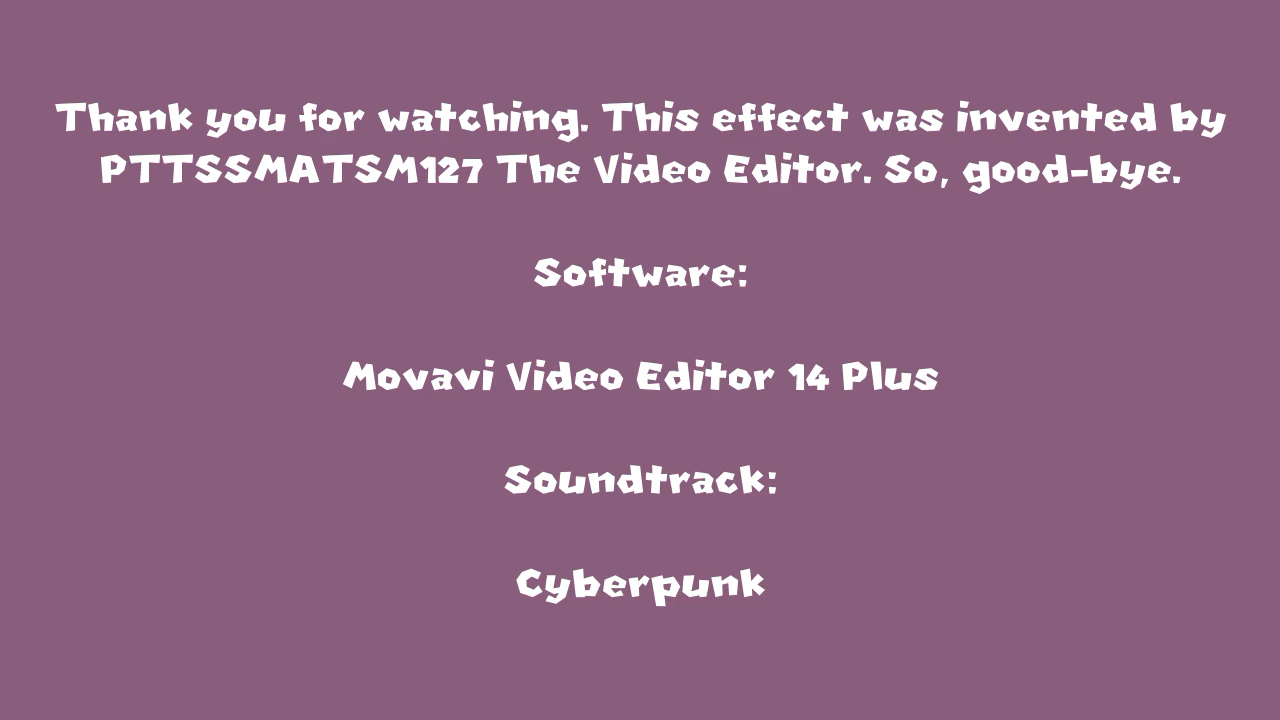 Thank you for watching. This effect was invented by
PTTSSMATSM127 The Video Editor. So, good-bye.
Software:
Movavi Video Editor 14 Plus
Soundtrack:
Cyberpunk